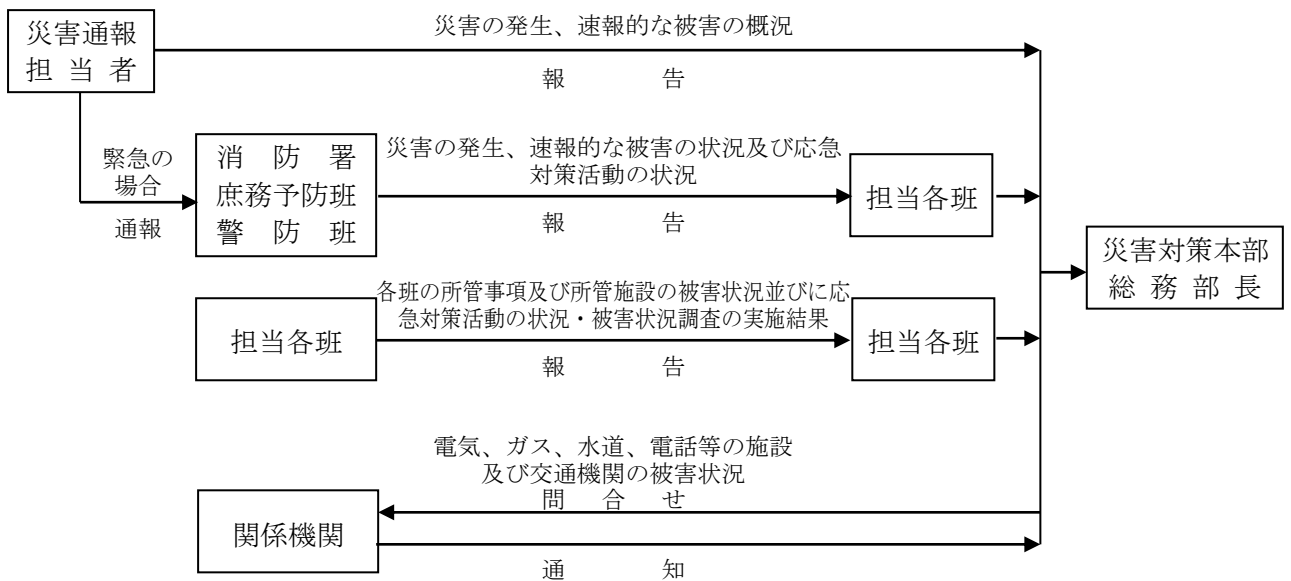 災害通報
担当者
災害の発生、速報的な被害の概況
報告
緊急の
場合
通報
消防署
庶務予防班
警防班
災害の発生、速報的な被害の状況及び応急
対策活動の状況
報告
担当各班
災害対策本部
総務部長
担当各班
各班の所管事項及び所管施設の被害状況並びに応
急対策活動の状況・被害状況調査の実施結果
報告
担当各班
電気、ガス、水道、電話等の施設
及び交通機関の被害状況
問合せ
関係機関
通知